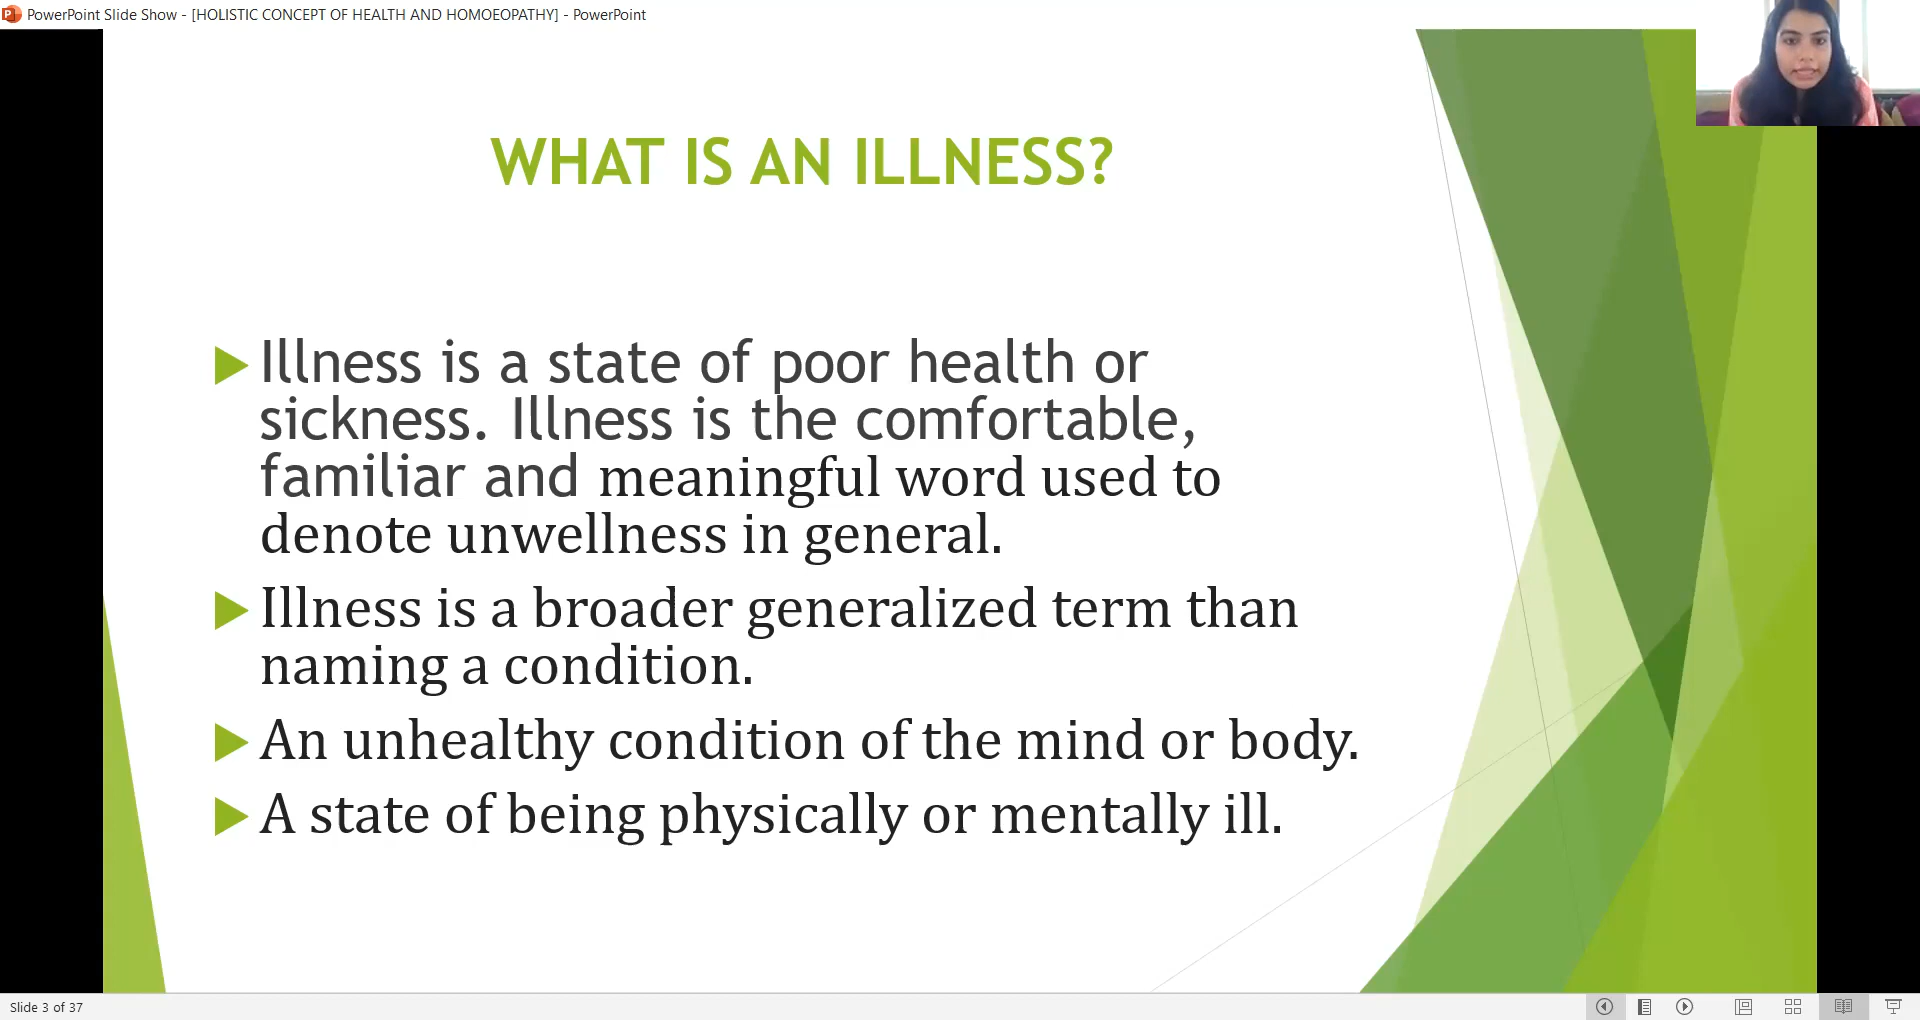 PowerPoint Slide Show - [HOLISTIC CONCEPT OF HEALTH AND HOMOEOPATHY] - PowerPoint
WHAT IS AN ILLNESS?
Illness is a state of poor health or
sickness. Illness is the comfortable,
familiar and meaningful word used to
denote unwellness in general.
Illness is a broader generalized term than
naming a condition.
An unhealthy condition of the mind or body.
A state of being physically or mentally ill.
Slide 3 of 37